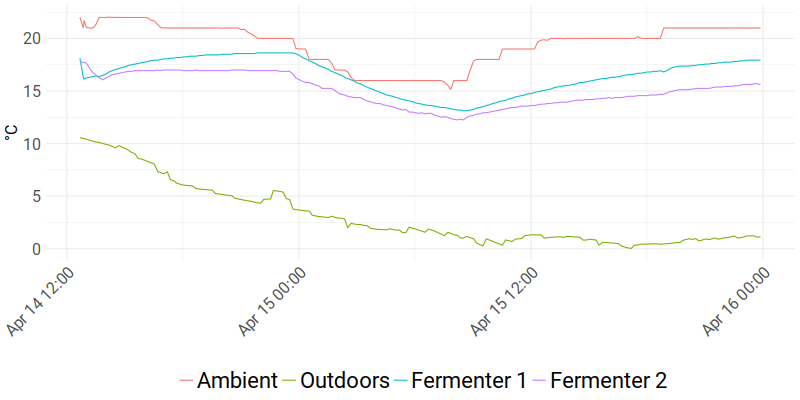 20
15
10
5
0
°C
Apr 14 12:00
Apr 15 00:00
Apr 15 12:00
Apr 16 00:00
Ambient Outdoors Fermenter 1 Fermenter 2